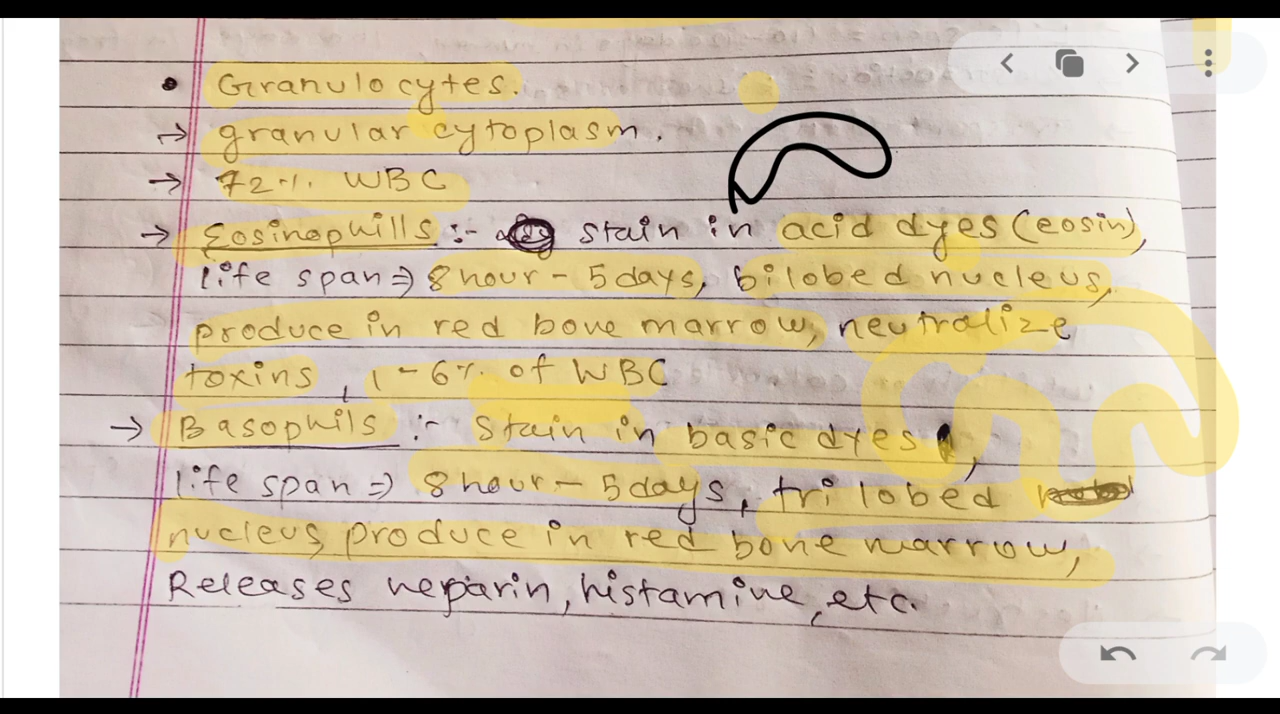 • Granulocytes.
→ granular cytoplasm.
→ 72% WBC
→ Eosinophills :- stain in acid dyes (eosin),
life span ⇒ 8 hour - 5 days, bilobed nucleus,
produce in red bone marrow, neutralize
toxins, 1-6% of WBC
→ Basophils :- Stain in basic dyes,
life span ⇒ 8 hour - 5 days, tri lobed
nucleus, produce in red bone marrow,
Releases heparin, histamine, etc.